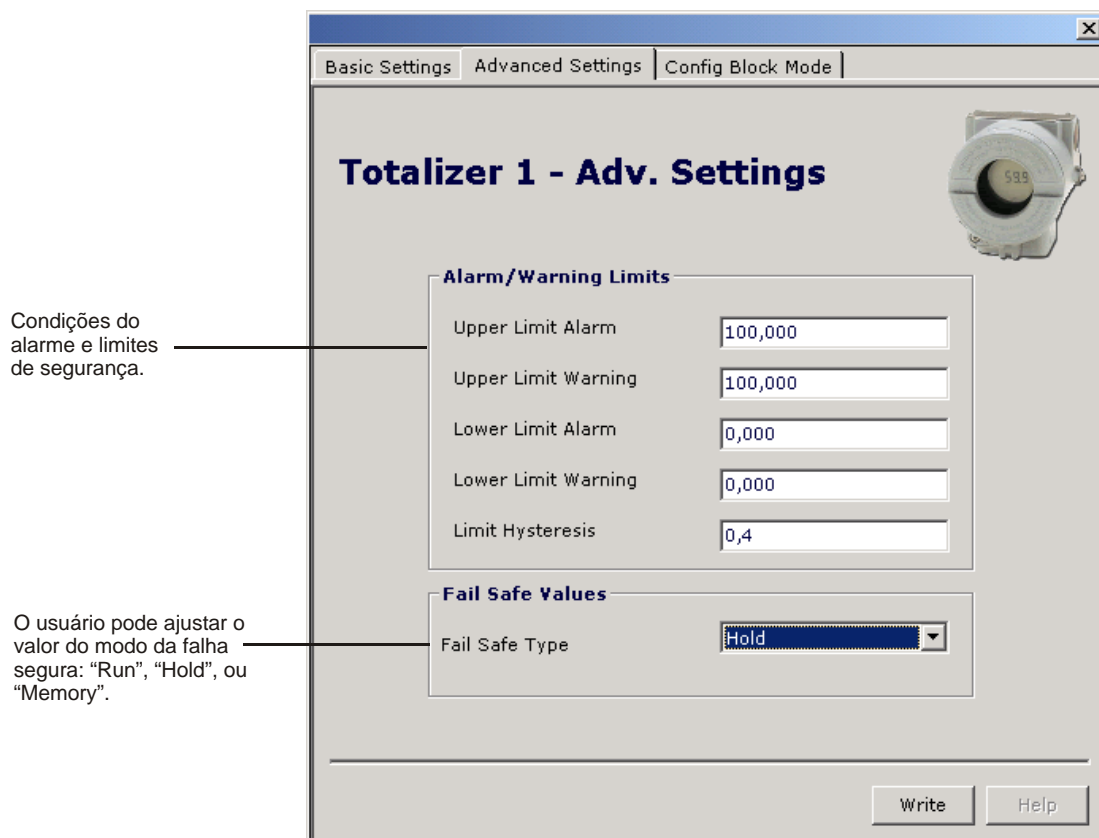 Basic Settings
Advanced Settings
Config Block Mode
Totalizer 1 - Adv. Settings
59.9
Alarm/Warning Limits
Condições do
alarme e limites
de segurança.
Upper Limit Alarm
100,000
Upper Limit Warning
100,000
Lower Limit Alarm
0,000
Lower Limit Warning
0,000
Limit Hysteresis
0,4
Fail Safe Values
O usuário pode ajustar o
valor do modo da falha
segura: “Run”, “Hold”, ou
“Memory”.
Fail Safe Type
Hold
Write
Help